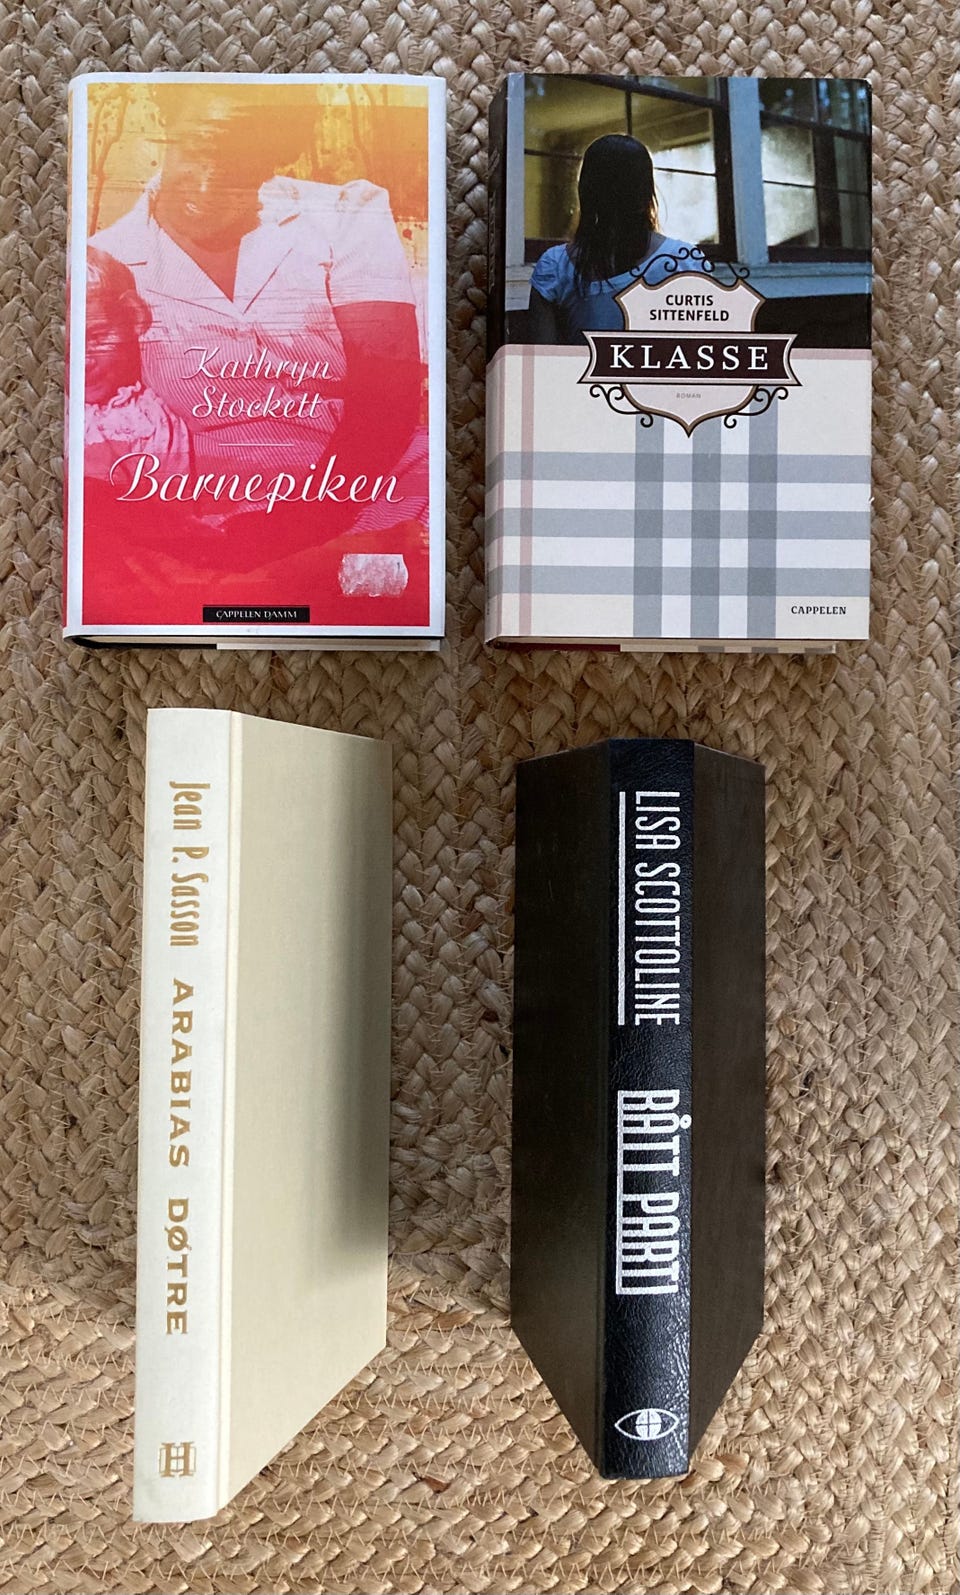 Kathryn
Stockett
Barnepiken
CAPPELEN DAMM
CURTIS
SITTENFELD
KLASSE
ROMAN
CAPPELEN
Jean P. Sasson ARABIAS DØTRE
H
LISA SCOTTOLINE RÅTT PARTI